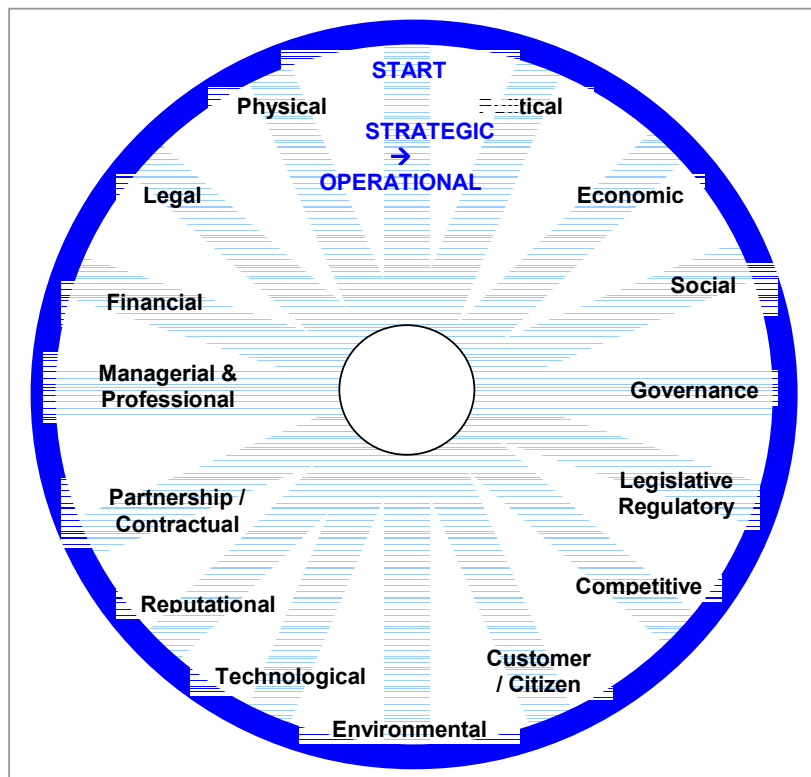 START
Physical
Political
STRATEGIC
→
OPERATIONAL
Legal
Economic
Social
Financial
Managerial &
Professional
Governance
Legislative
Regulatory
Partnership /
Contractual
Competitive
Reputational
Customer
/ Citizen
Technological
Environmental